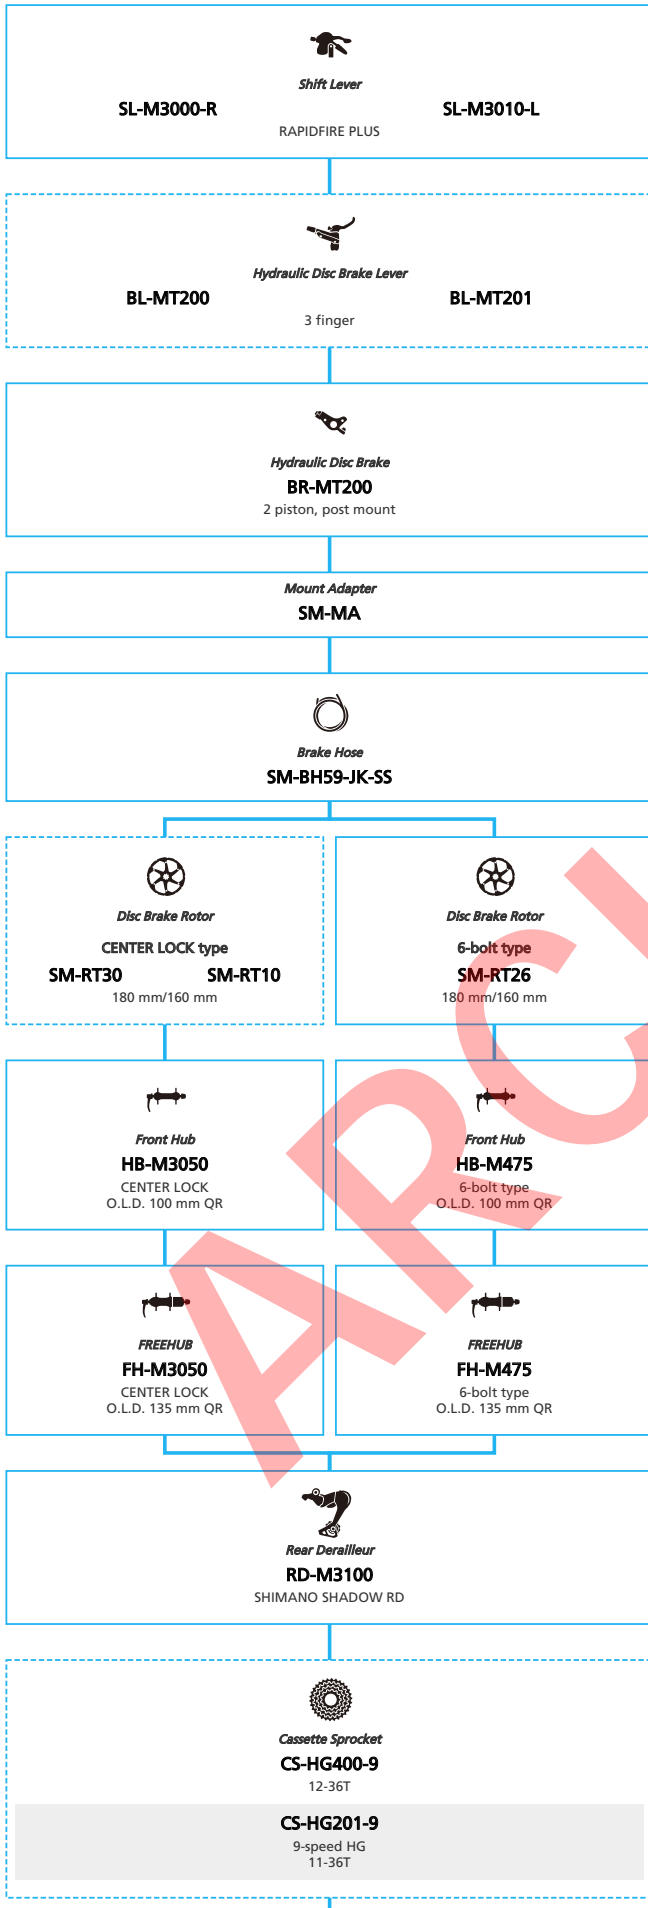 Shift Lever
SL-M3000-R SL-M3010-L
RAPIDFIRE PLUS
Hydraulic Disc Brake Lever
BL-MT200 BL-MT201
3 finger
Hydraulic Disc Brake
BR-MT200
2 piston, post mount
Mount Adapter
SM-MA
Brake Hose
SM-BH59-JK-SS
Disc Brake Rotor
CENTER LOCK type
SM-RT30 SM-RT10
180 mm/160 mm
Disc Brake Rotor
6-bolt type
SM-RT26
180 mm/160 mm
Front Hub
HB-M3050
CENTER LOCK
O.L.D. 100 mm QR
Front Hub
HB-M475
6-bolt type
O.L.D. 100 mm QR
FREEHUB
FH-M3050
CENTER LOCK
O.L.D. 135 mm QR
FREEHUB
FH-M475
6-bolt type
O.L.D. 135 mm QR
Rear Derailleur
RD-M3100
SHIMANO SHADOW RD
Cassette Sprocket
CS-HG400-9
12-36T
CS-HG201-9
9-speed HG
11-36T
ARC